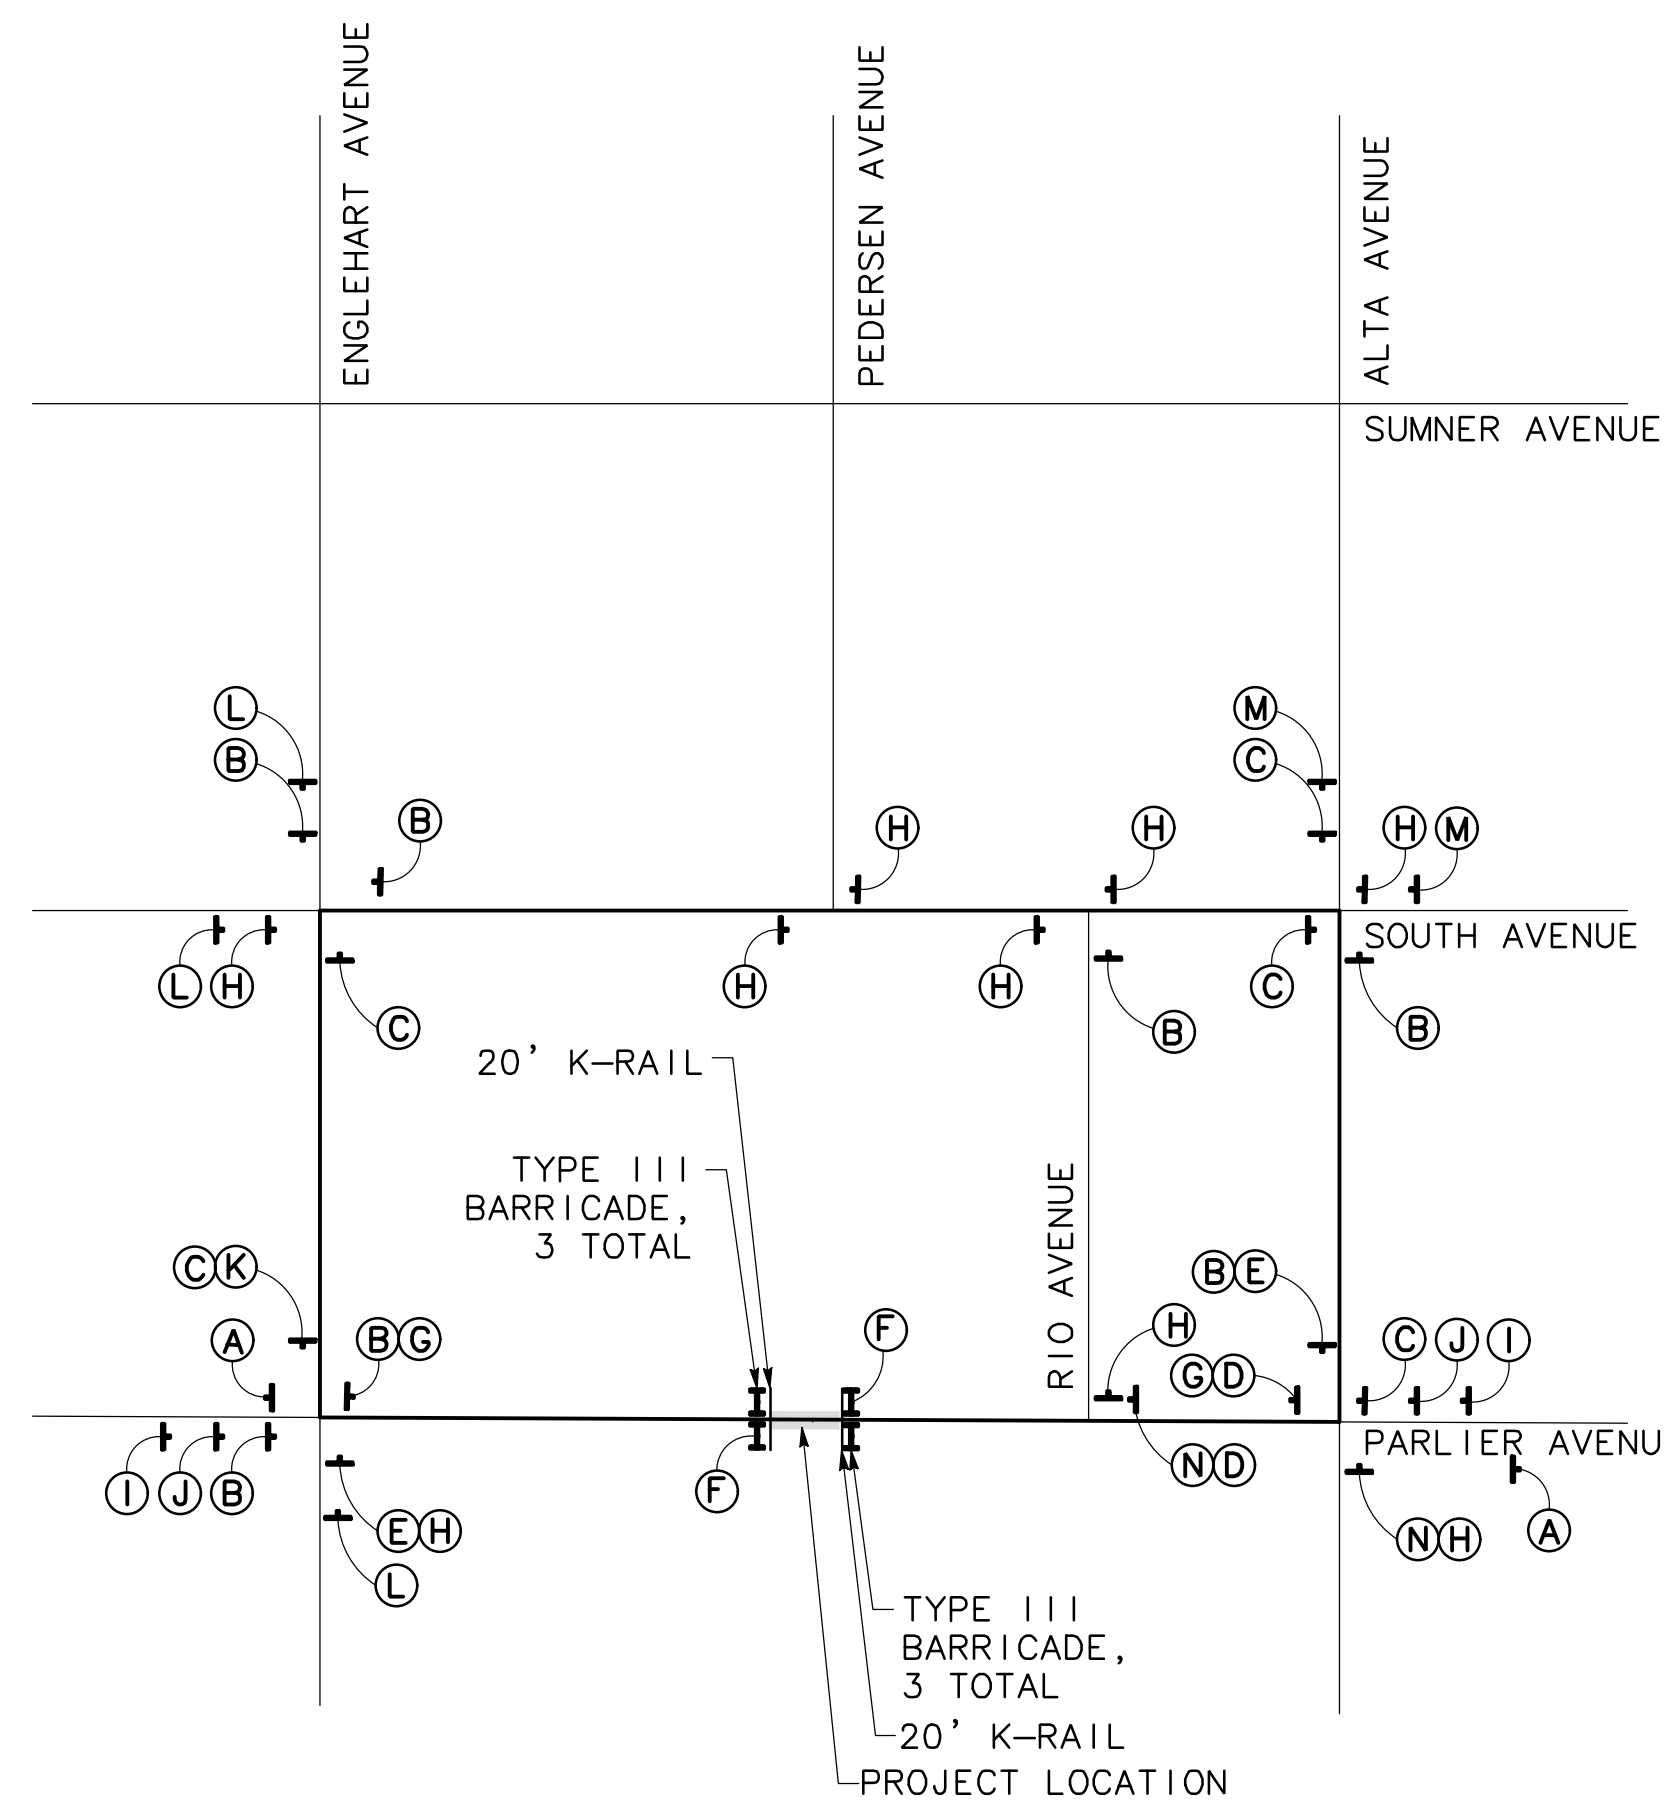 ENGLEHART AVENUE
PEDERSEN AVENUE
ALTA AVENUE
SUMNER AVENUE
L
M
B
C
B
H
H
H M
SOUTH AVENUE
L H
H
H
C
C
B
B
20' K-RAIL
TYPE III
BARRICADE,
3 TOTAL
RIO AVENUE
C K
B E
A
B G
F
H
G D
C J I
PARLIER AVENU
I J B
F
N D
E H
N H
A
L
TYPE III
BARRICADE,
3 TOTAL
20' K-RAIL
PROJECT LOCATION